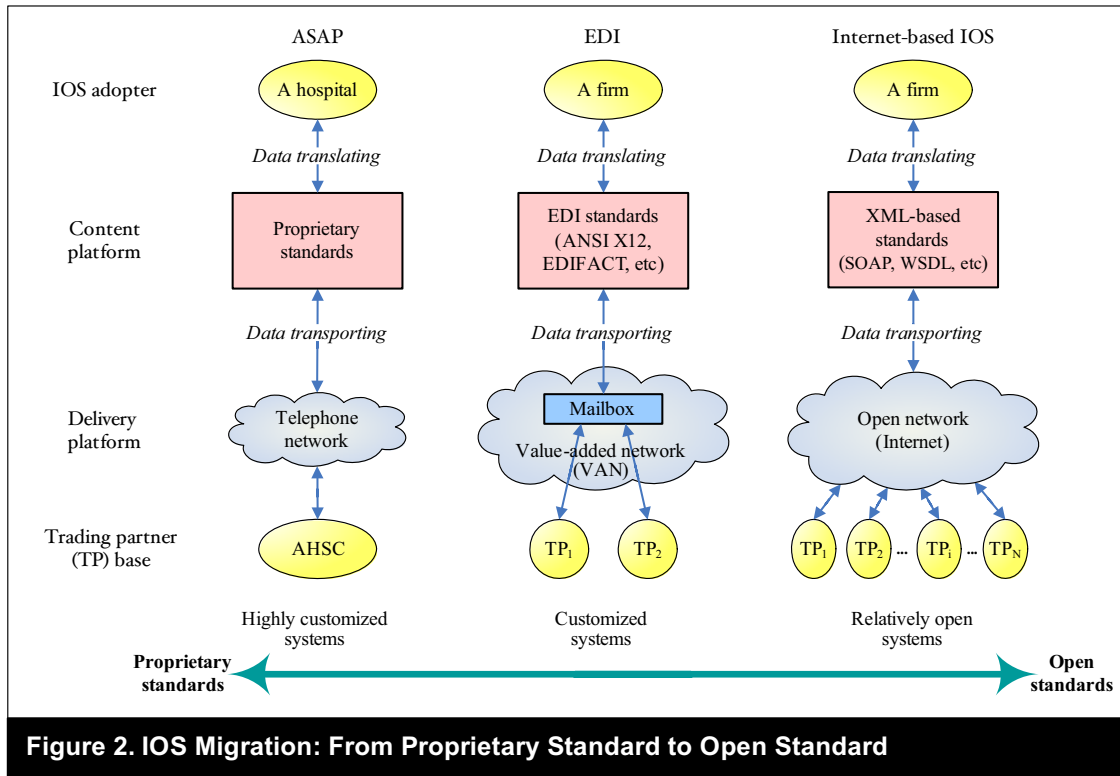 ASAP
EDI
Internet-based IOS
IOS adopter
A hospital
A firm
A firm
Data translating
Data translating
Data translating
Content
platform
Proprietary
standards
EDI standards
(ANSI X12,
EDIFACT, etc)
XML-based
standards
(SOAP, WSDL, etc)
Data transporting
Data transporting
Data transporting
Delivery
platform
Telephone
network
Mailbox
Value-added network
(VAN)
Open network
(Internet)
Trading partner
(TP) base
AHSC
TP1
TP2
TP1
TP2
...
TPi
...
TPN
Highly customized
systems
Customized
systems
Relatively open
systems
Proprietary
standards
Open
standards
Figure 2. IOS Migration: From Proprietary Standard to Open Standard